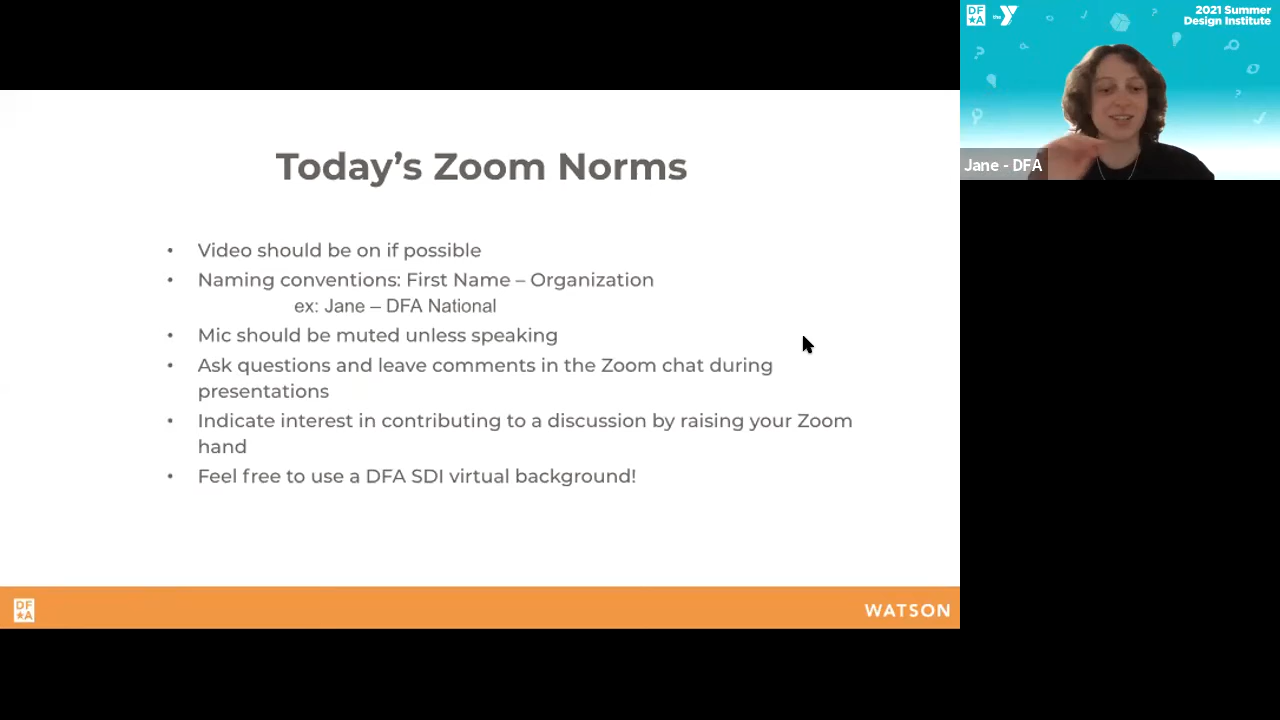 DF
★A
the Y
2021 Summer
Design Institute
Jane - DFA
Today's Zoom Norms
• Video should be on if possible
• Naming conventions: First Name – Organization
ex: Jane – DFA National
• Mic should be muted unless speaking
• Ask questions and leave comments in the Zoom chat during
presentations
• Indicate interest in contributing to a discussion by raising your Zoom
hand
• Feel free to use a DFA SDI virtual background!
DF
★A
WATSON